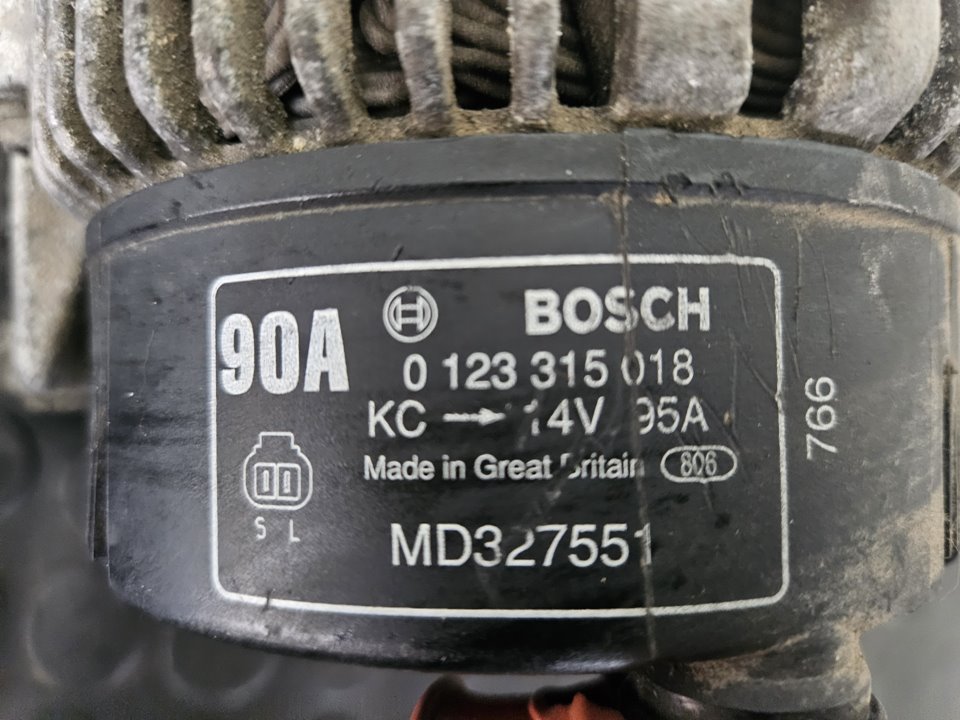 90A
BOSCH
0 123 315 018
KC → 14V 95A
Made in Great Britain 806
S L
MD327551
766